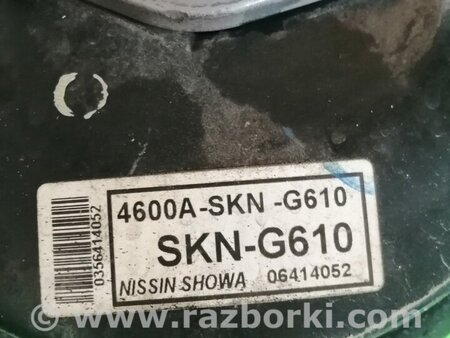 4600A-SKN -G610
SKN-G610
NISSIN SHOWA 06414052
0356414052
© www.razborki.com